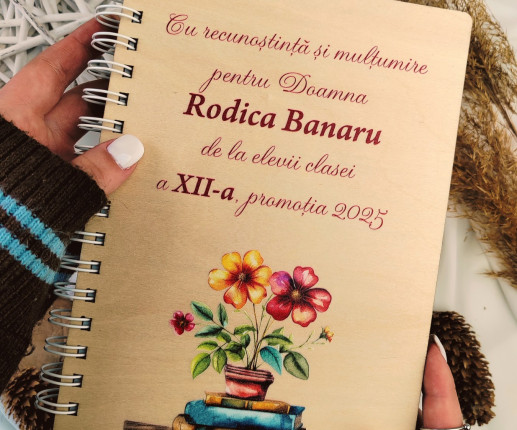 Cu recunoștință și mulțumire
pentru Doamna
Rodica Banaru
de la elevii clasei
a XII-a, promoția 2025